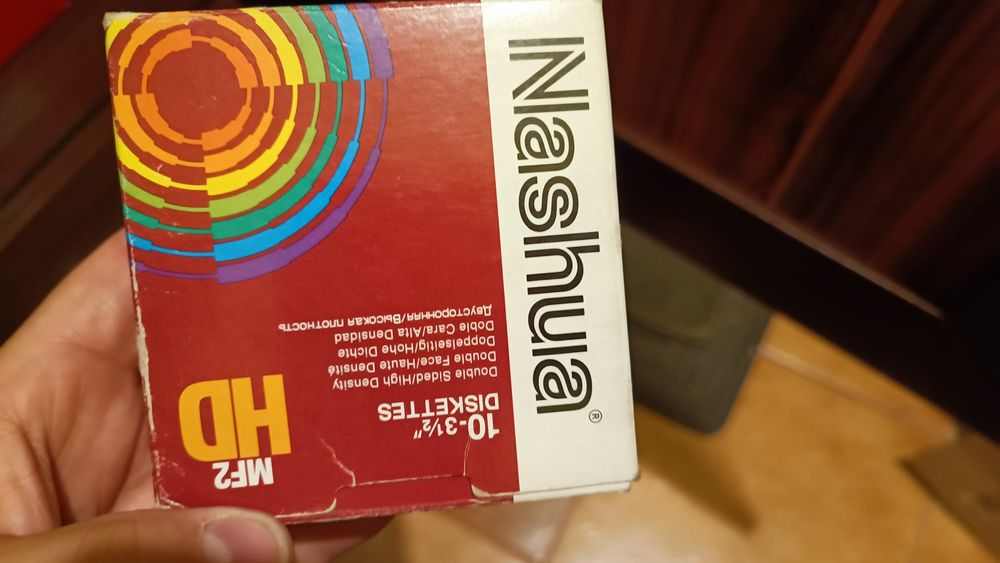 Nashua®
10-3½"
DISKETTES
Double Sided/High Density
Double Face/Haute Densité
Doppelseitig/Hohe Dichte
Doble Cara/Alta Densidad
Двусторонняя/Высокая плотность
MF2
HD